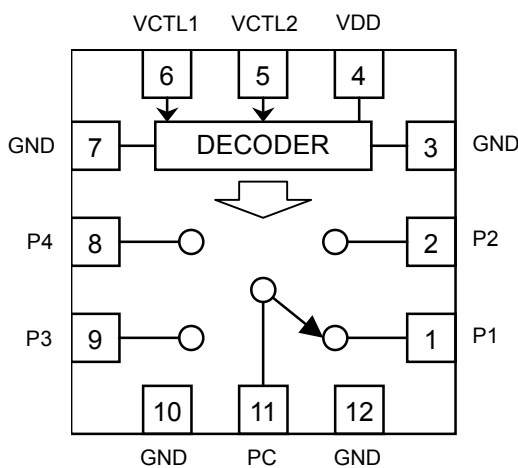 VCTL1 VCTL2 VDD
6 5 4
GND 7 DECODER 3 GND
P4 8 2 P2
P3 9 1 P1
10 11 12
GND PC GND